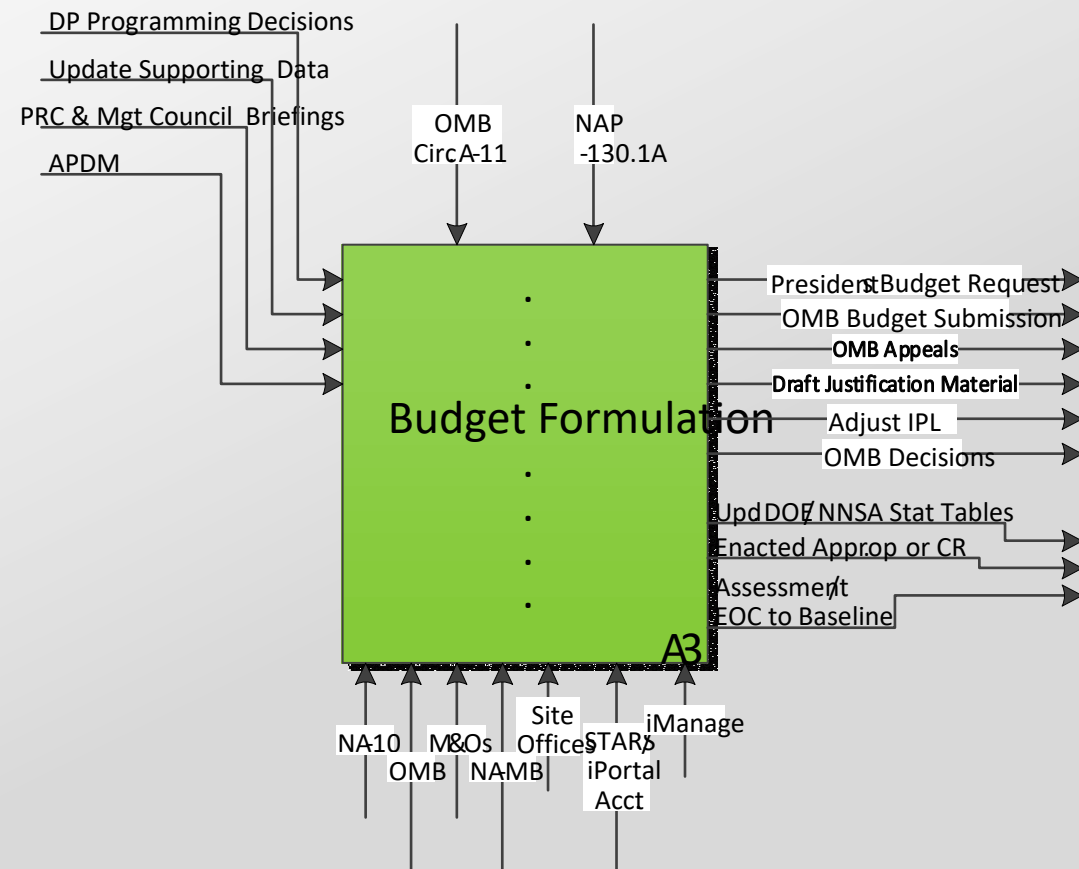 DP Programming Decisions
Update Supporting Data
PRC & Mgt Council Briefings
APDM
OMB
Circ A-11
NAP
-130.1A
Budget Formulation
A3
President's Budget Request
OMB Budget Submission
OMB Appeals
Draft Justification Material
Adjust IPL
OMB Decisions
Upd DOE/NNSA Stat Tables
Enacted Approp or CR
Assessment/
EOC to Baseline
NA-10
OMB
M&Os
NA-MB
Site
Offices
STARS/
iPortal
Acct
iManage